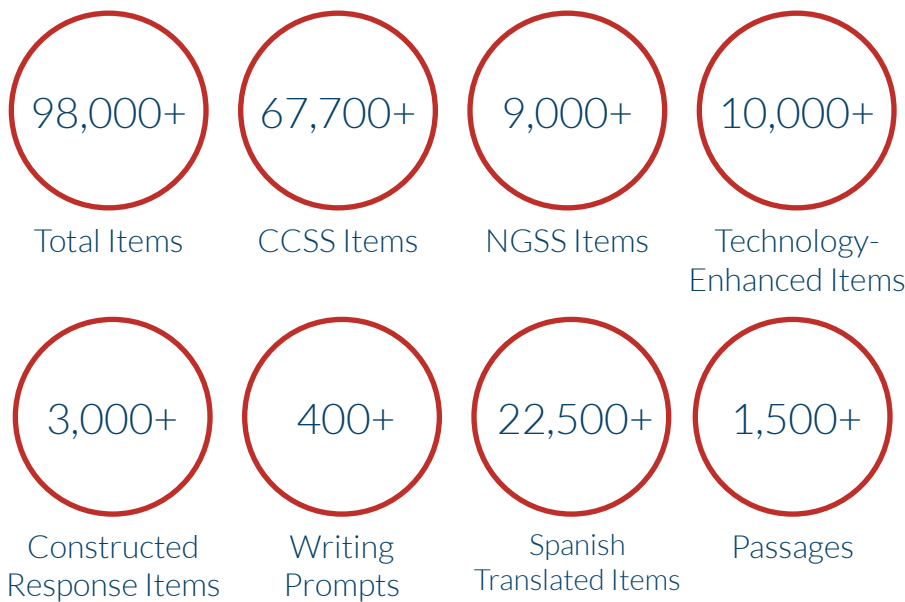 98,000+
Total Items
67,700+
CCSS Items
9,000+
NGSS Items
10,000+
Technology-
Enhanced Items
3,000+
Constructed
Response Items
400+
Writing
Prompts
22,500+
Spanish
Translated Items
1,500+
Passages